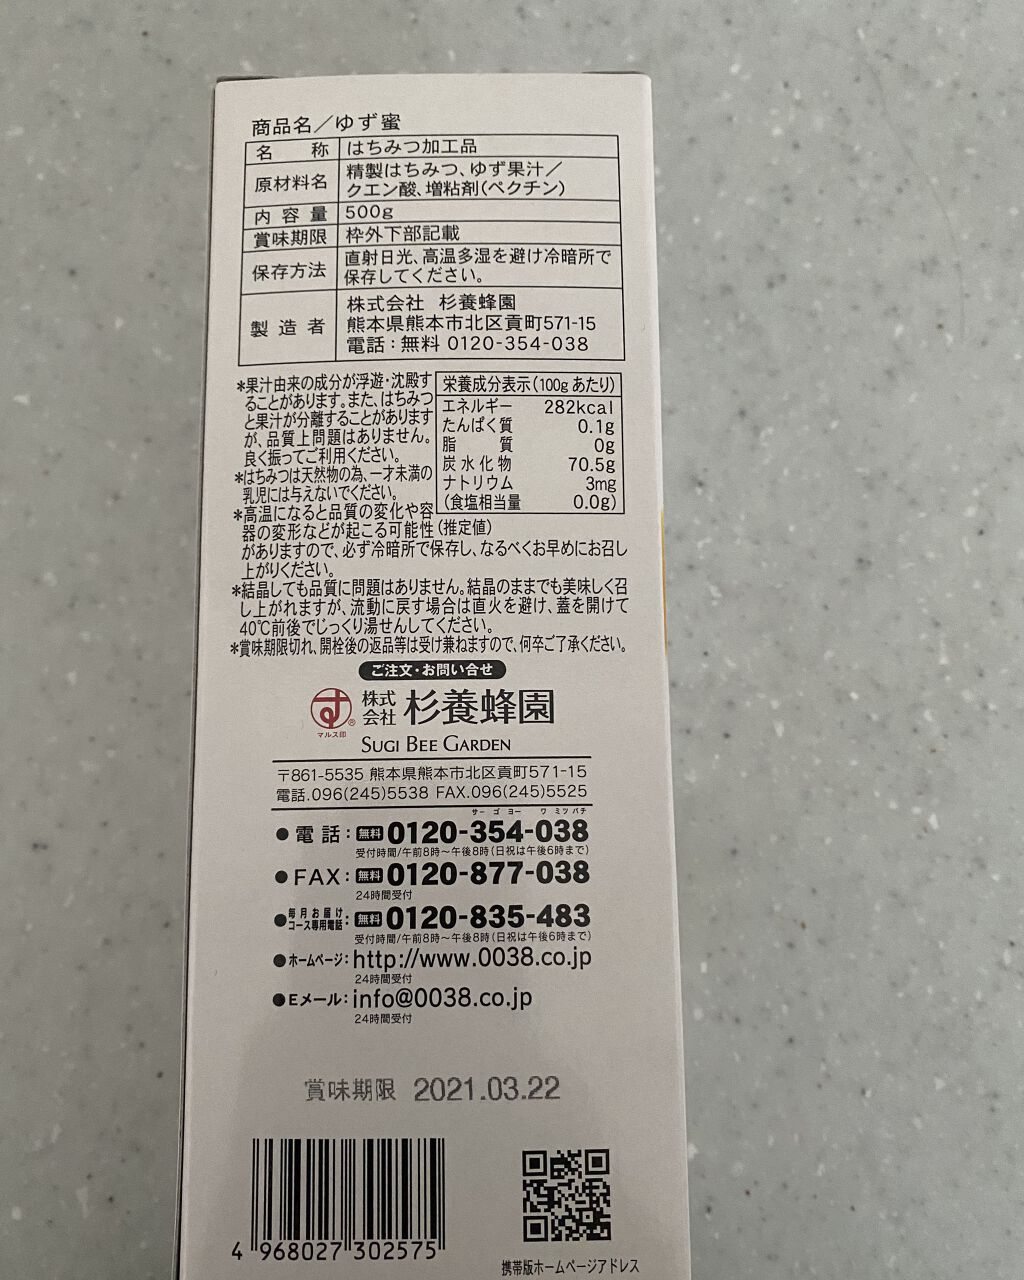 商品名／ゆず蜜
名 称 はちみつ加工品
原材料名 精製はちみつ、ゆず果汁／
クエン酸、増粘剤(ペクチン)
内容量 500g
賞味期限 枠外下部記載
保存方法 直射日光、高温多湿を避け冷暗所で
保存してください。
製造者 株式会社 杉養蜂園
熊本県熊本市北区貢町571-15
電話：無料 0120-354-038
＊果汁由来の成分が浮遊・沈殿す
ることがあります。また、はちみつ
と果汁が分離することがあります
が、品質上問題はありません。
良く振ってご利用ください。
＊はちみつは天然物の為、一才未満の
乳児には与えないでください。
＊高温になると品質の変化や容
器の変形などが起こる可能性
がありますので、必ず冷暗所で保存し、なるべくお早めにお召し
上がりください。
栄養成分表示(100gあたり)
エネルギー 282kcal
たんぱく質 0.1g
脂質 0g
炭水化物 70.5g
ナトリウム 3mg
(食塩相当量 0.0g)
(推定値)
＊結晶しても品質に問題はありません。結晶のままでも美味しく召
し上がれますが、流動に戻す場合は直火を避け、蓋を開けて
40℃前後でじっくり湯せんしてください。
＊賞味期限切れ、開栓後の返品等は受け兼ねますので、何卒ご了承ください。
ご注文・お問い合せ
マルス印
株式会社 杉養蜂園
SUGI BEE GARDEN
〒861-5535 熊本県熊本市北区貢町571-15
電話.096(245)5538 FAX.096(245)5525
サーゴヨー ワミツバチ
●電話：無料 0120-354-038
受付時間/午前8時～午後8時(日祝は午後6時まで)
●FAX：無料 0120-877-038
24時間受付
●毎月お届けコース専用電話：無料 0120-835-483
受付時間/午前8時～午後8時(日祝は午後6時まで)
●ホームページ：http://www.0038.co.jp
24時間受付
●Eメール：info@0038.co.jp
24時間受付
賞味期限 2021.03.22
4 968027 302575
携帯版ホームページアドレス